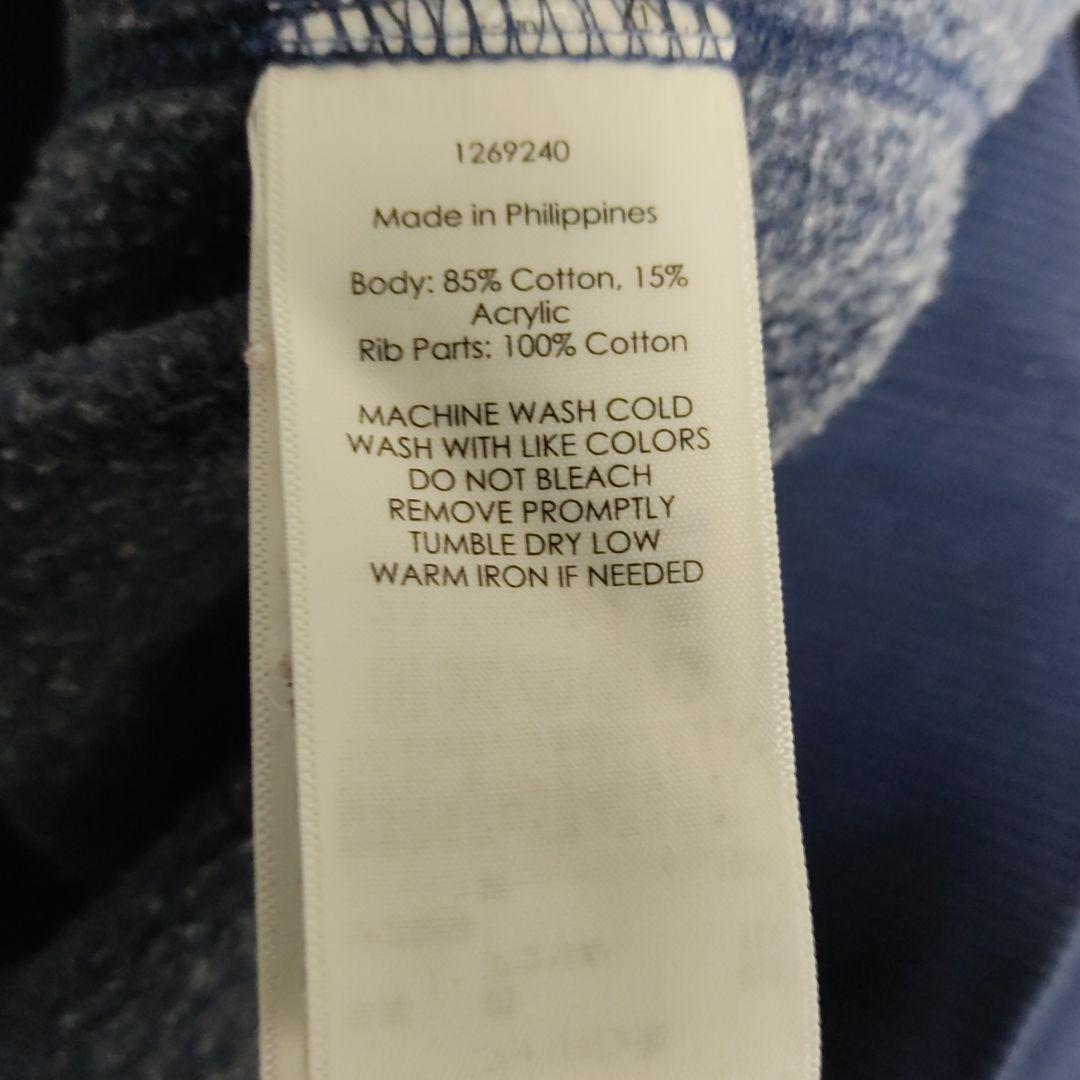 1269240
Made in Philippines
Body: 85% Cotton, 15%
Acrylic
Rib Parts: 100% Cotton
MACHINE WASH COLD
WASH WITH LIKE COLORS
DO NOT BLEACH
REMOVE PROMPTLY
TUMBLE DRY LOW
WARM IRON IF NEEDED